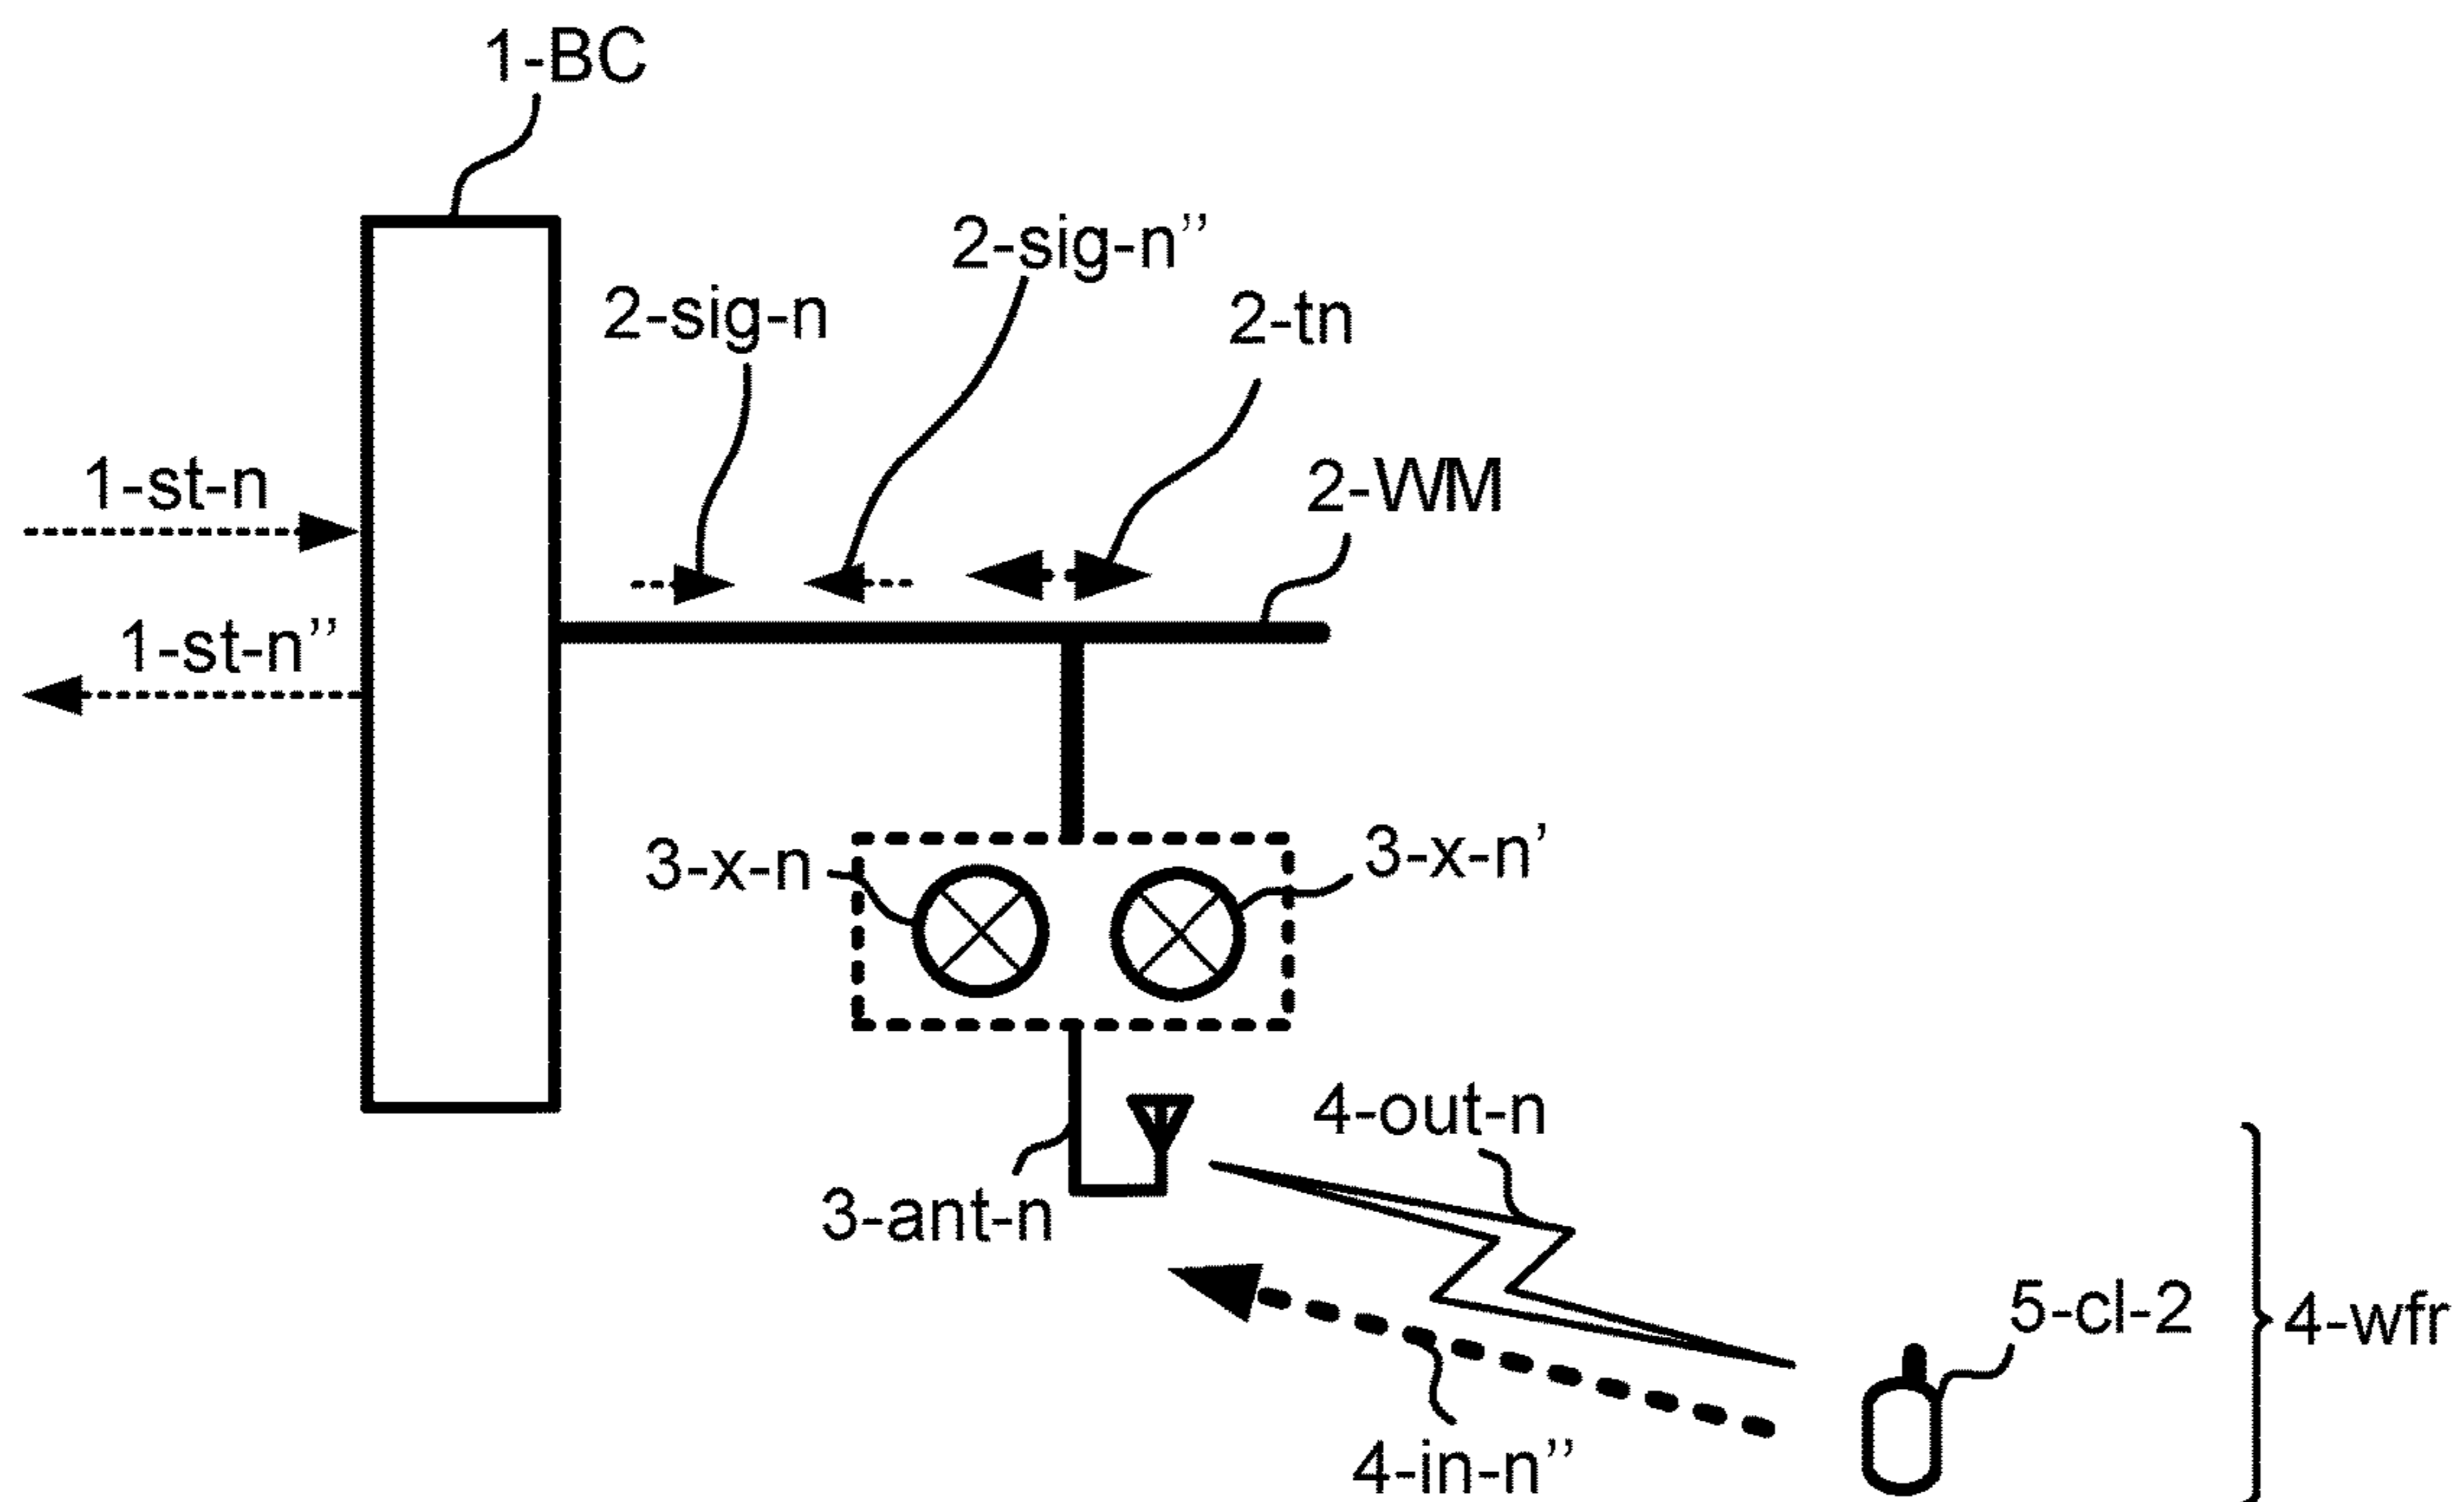 1-BC
2-sig-n’’
2-sig-n
2-tn
1-st-n
2-WM
1-st-n’’
3-x-n
3-x-n’
4-out-n
3-ant-n
5-cl-2
4-wfr
4-in-n’’